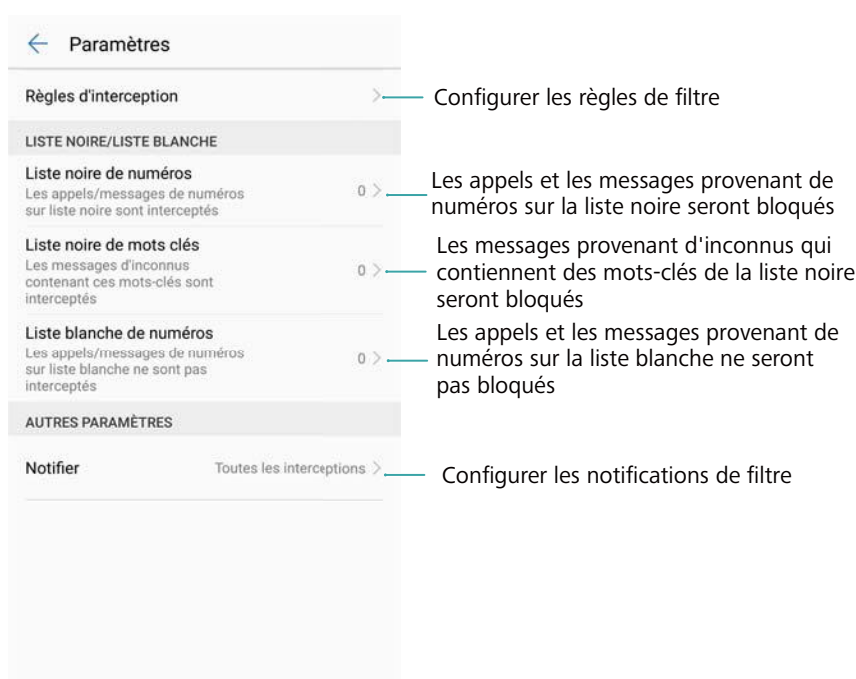 Paramètres
Règles d'interception
Configurer les règles de filtre
LISTE NOIRE/LISTE BLANCHE
Liste noire de numéros
Les appels/messages de numéros
sur liste noire sont interceptés
0
Les appels et les messages provenant de
numéros sur la liste noire seront bloqués
Liste noire de mots clés
Les messages d'inconnus
contenant ces mots-clés sont
interceptés
0
Les messages provenant d'inconnus qui
contiennent des mots-clés de la liste noire
seront bloqués
Liste blanche de numéros
Les appels/messages de numéros
sur liste blanche ne sont pas
interceptés
0
Les appels et les messages provenant de
numéros sur la liste blanche ne seront
pas bloqués
AUTRES PARAMÈTRES
Notifier
Toutes les interceptions
Configurer les notifications de filtre